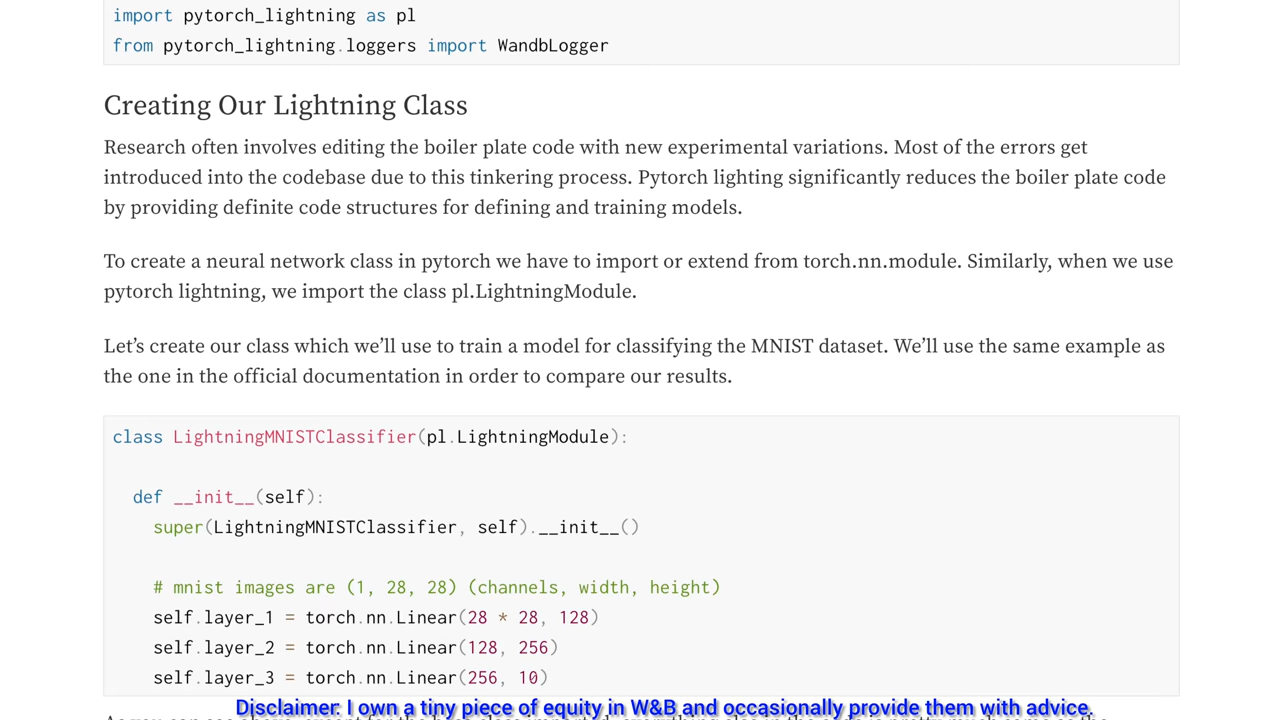 import pytorch_lightning as pl
from pytorch_lightning.loggers import WandbLogger
Creating Our Lightning Class
Research often involves editing the boiler plate code with new experimental variations. Most of the errors get
introduced into the codebase due to this tinkering process. Pytorch lighting significantly reduces the boiler plate code
by providing definite code structures for defining and training models.
To create a neural network class in pytorch we have to import or extend from torch.nn.module. Similarly, when we use
pytorch lightning, we import the class pl.LightningModule.
Let’s create our class which we’ll use to train a model for classifying the MNIST dataset. We’ll use the same example as
the one in the official documentation in order to compare our results.
class LightningMNISTClassifier(pl.LightningModule):
def __init__(self):
super(LightningMNISTClassifier, self).__init__()
# mnist images are (1, 28, 28) (channels, width, height)
self.layer_1 = torch.nn.Linear(28 * 28, 128)
self.layer_2 = torch.nn.Linear(128, 256)
self.layer_3 = torch.nn.Linear(256, 10)
Disclaimer: I own a tiny piece of equity in W&B and occasionally provide them with advice.